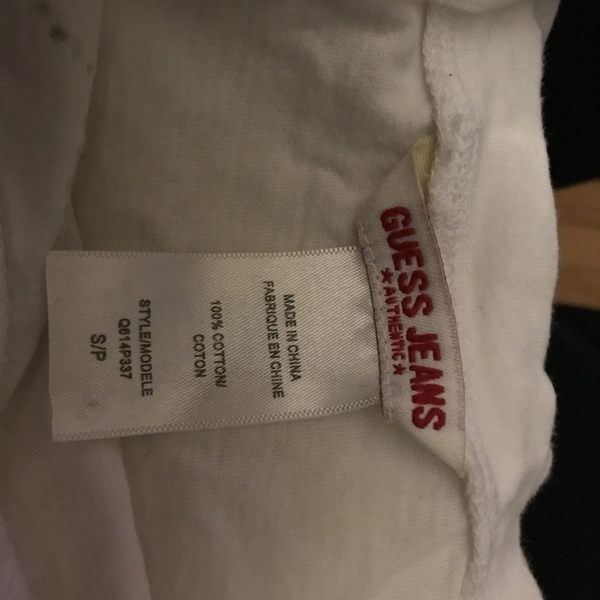 GUESS JEANS
★AUTHENTIC★
MADE IN CHINA
FABRIQUE EN CHINE
100% COTTON/
COTON
STYLE/MODELE
Q614P337
S/P